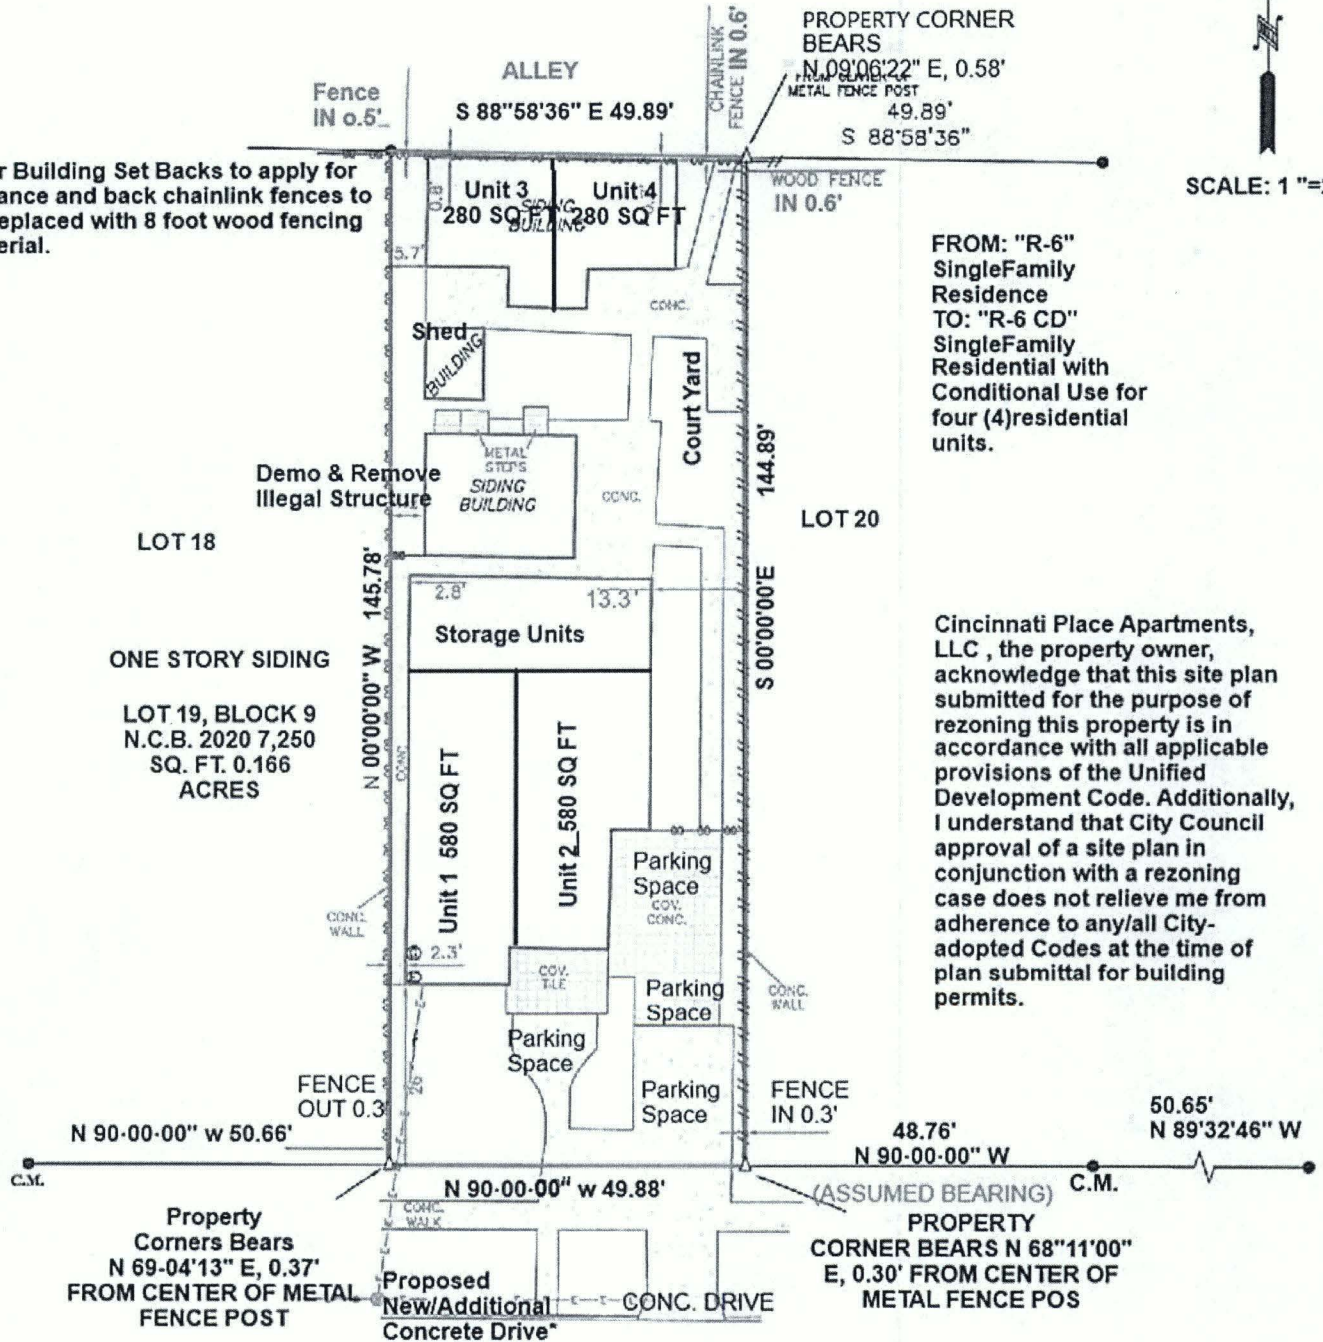 PROPERTY CORNER
BEARS
N 09'06'22" E, 0.58'
METAL FENCE POST
49.89'
S 88'58'36"
CHAINLINK
FENCE IN 0.6'
ALLEY
S 88"58'36" E 49.89'
Fence
IN o.5'
SCALE: 1 "=
r Building Set Backs to apply for
ance and back chainlink fences to
eplaced with 8 foot wood fencing
erial.
WOOD FENCE
IN 0.6'
0.8'
Unit 3
280 SQ FT
Unit 4
280 SQ FT
SIDING
BUILDING
5.7'
FROM: "R-6"
SingleFamily
Residence
TO: "R-6 CD"
SingleFamily
Residential with
Conditional Use for
four (4)residential
units.
CONC.
Shed
BUILDING
Court Yard
METAL
STEPS
SIDING
BUILDING
CONC.
Demo & Remove
Illegal Structure
144.89'
S 00'00'00"E
LOT 18
LOT 20
145.78'
N 00'00'00" W
2.8'
13.3'
Storage Units
ONE STORY SIDING
LOT 19, BLOCK 9
N.C.B. 2020 7,250
SQ. FT. 0.166
ACRES
CONC.
Unit 1 580 SQ FT
Unit 2_580 SQ FT
Cincinnati Place Apartments,
LLC , the property owner,
acknowledge that this site plan
submitted for the purpose of
rezoning this property is in
accordance with all applicable
provisions of the Unified
Development Code. Additionally,
I understand that City Council
approval of a site plan in
conjunction with a rezoning
case does not relieve me from
adherence to any/all City-
adopted Codes at the time of
plan submittal for building
permits.
Parking
Space
COV.
CONC.
CONC.
WALL
2.3'
COV.
TILE
Parking
Space
CONC.
WALL
Parking
Space
Parking
Space
26'
FENCE
OUT 0.3
FENCE
IN 0.3'
N 90-00-00" w 50.66'
48.76'
N 90-00-00" W
50.65'
N 89'32'46" W
C.M.
N 90-00-00" w 49.88'
(ASSUMED BEARING)
C.M.
CONC.
WALK
Property
Corners Bears
N 69-04'13" E, 0.37'
FROM CENTER OF METAL
FENCE POST
PROPERTY
CORNER BEARS N 68"11'00"
E, 0.30' FROM CENTER OF
METAL FENCE POS
Proposed
New/Additional
Concrete Drive*
CONC. DRIVE